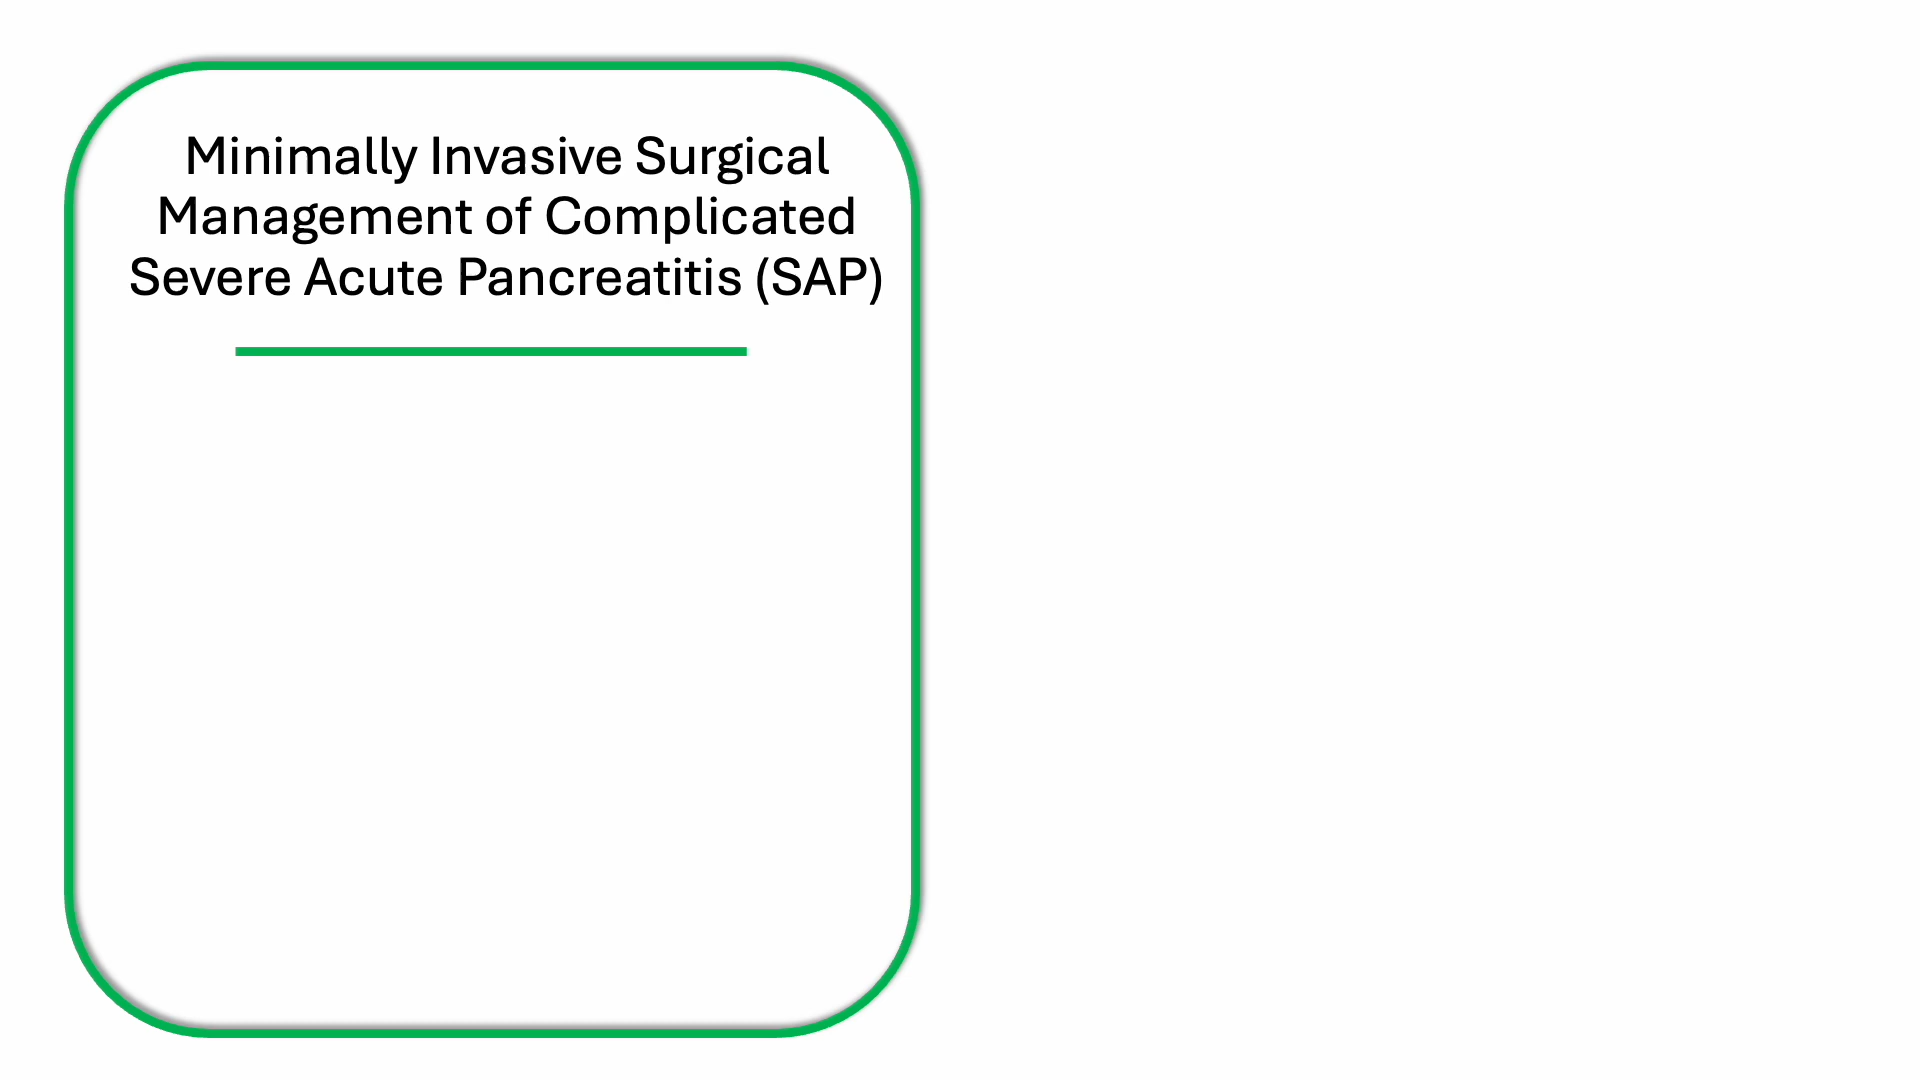 Minimally Invasive Surgical
Management of Complicated
Severe Acute Pancreatitis (SAP)